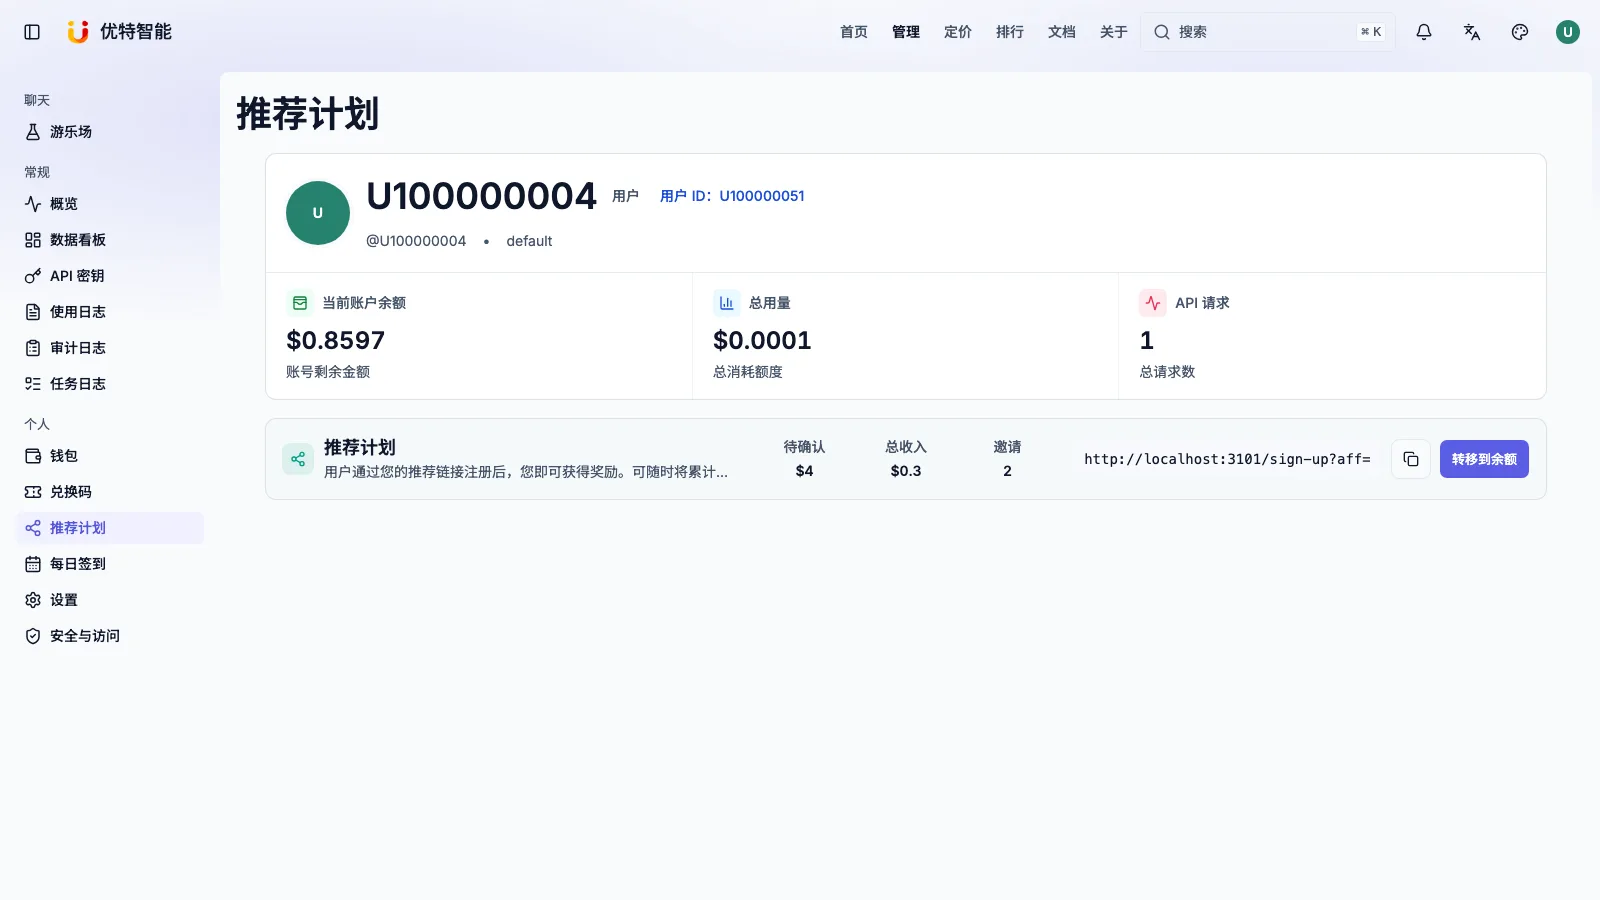 优特智能
首页 管理 定价 排行 文档 关于 搜索 ⌘ K U
聊天
游乐场
常规
概览
数据看板
API 密钥
使用日志
审计日志
任务日志
个人
钱包
兑换码
推荐计划
每日签到
设置
安全与访问
推荐计划
U
U100000004 用户 用户 ID：U100000051
@U100000004 • default
当前账户余额
$0.8597
账号剩余金额
总用量
$0.0001
总消耗额度
API 请求
1
总请求数
推荐计划
用户通过您的推荐链接注册后，您即可获得奖励。可随时将累计...
待确认
$4
总收入
$0.3
邀请
2
http://localhost:3101/sign-up?aff=
转移到余额